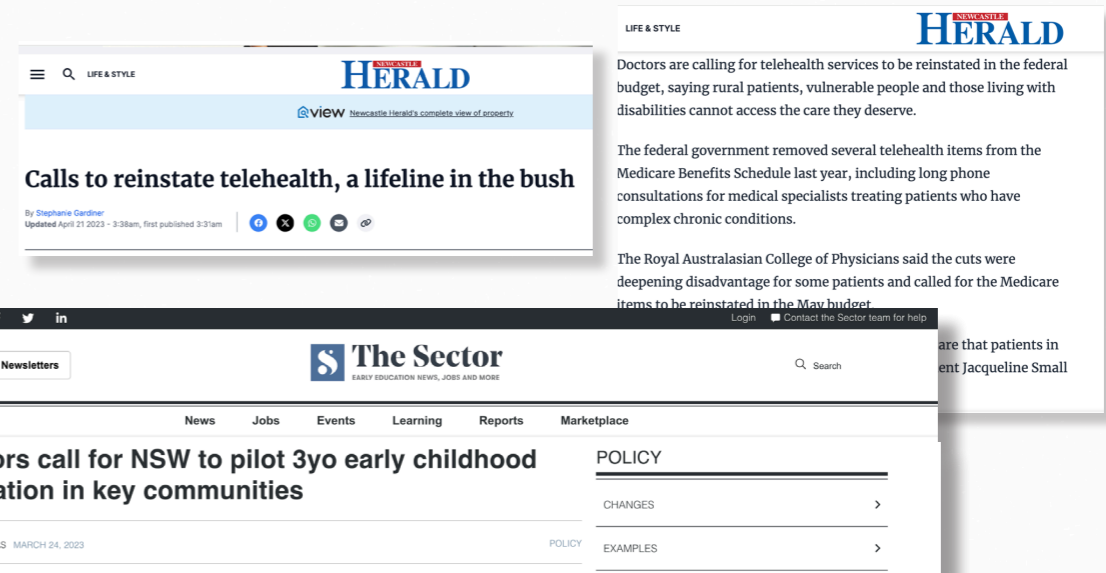 LIFE & STYLE
NEWCASTLE
HERALD
view Newcastle Herald's complete view of property
Calls to reinstate telehealth, a lifeline in the bush
By Stephanie Gardiner
Updated April 21 2023 - 3:38am, first published 3:31am
LIFE & STYLE
NEWCASTLE
HERALD
Doctors are calling for telehealth services to be reinstated in the federal
budget, saying rural patients, vulnerable people and those living with
disabilities cannot access the care they deserve.
The federal government removed several telehealth items from the
Medicare Benefits Schedule last year, including long phone
consultations for medical specialists treating patients who have
complex chronic conditions.
The Royal Australasian College of Physicians said the cuts were
deepening disadvantage for some patients and called for the Medicare
items to be reinstated in the May budget.
are that patients in
ent Jacqueline Small
in
Login Contact the Sector team for help
Newsletters
S The Sector
EARLY EDUCATION NEWS, JOBS AND MORE
Search
News Jobs Events Learning Reports Marketplace
ors call for NSW to pilot 3yo early childhood
ation in key communities
S MARCH 24, 2023
POLICY
POLICY
CHANGES
EXAMPLES